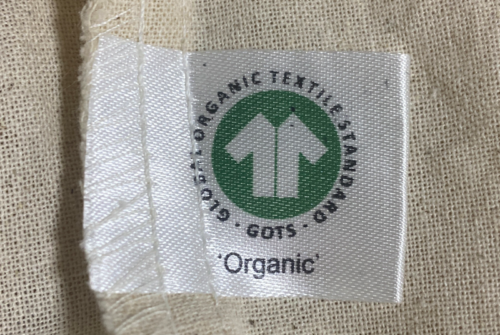 GLOBAL ORGANIC TEXTILE STANDARD
· GOTS ·
'Organic'